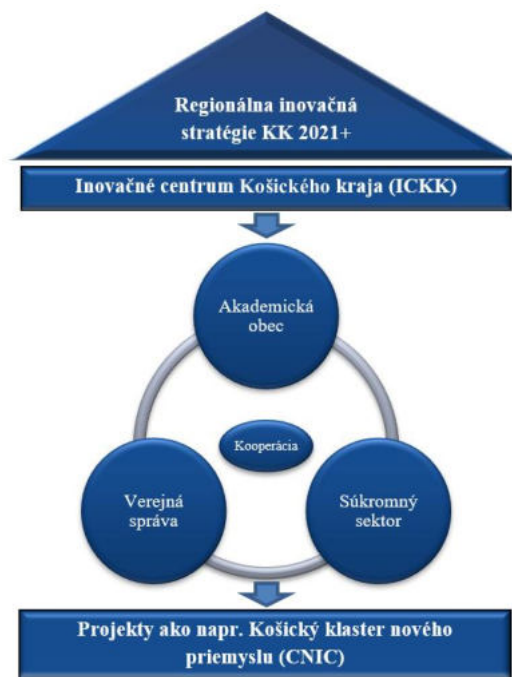 Regionálna inovačná
stratégie KK 2021+
Inovačné centrum Košického kraja (ICKK)
Akademická
obec
Kooperácia
Verejná
správa
Súkromný
sektor
Projekty ako napr. Košický klaster nového
priemyslu (CNIC)